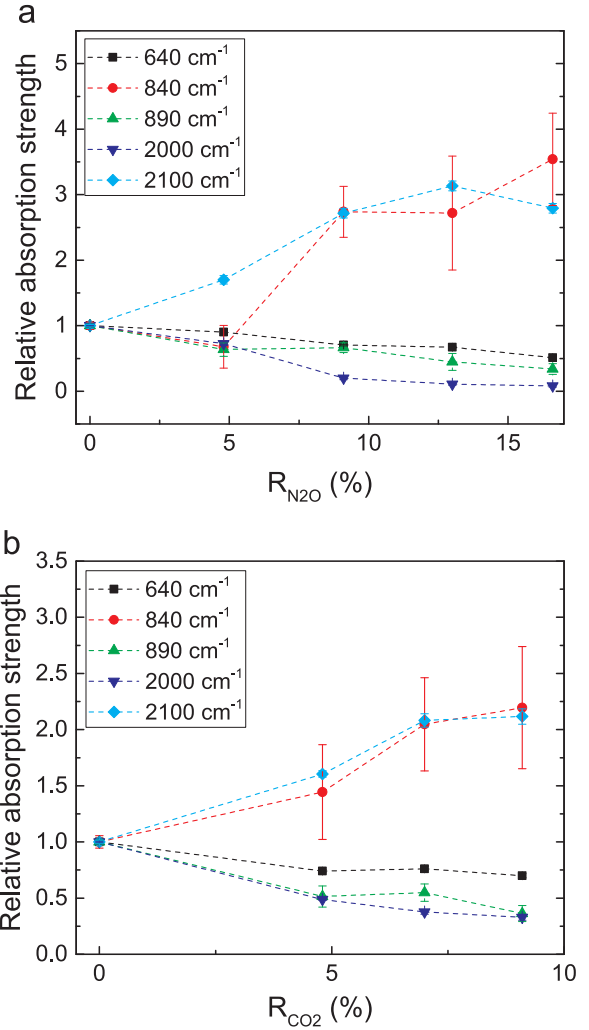 a
640 cm-1
840 cm-1
890 cm-1
2000 cm-1
2100 cm-1
Relative absorption strength
5
4
3
2
1
0
0 5 10 15
RN2O (%)
b
640 cm-1
840 cm-1
890 cm-1
2000 cm-1
2100 cm-1
Relative absorption strength
3.5
3.0
2.5
2.0
1.5
1.0
0.5
0.0
0 5 10
RCO2 (%)